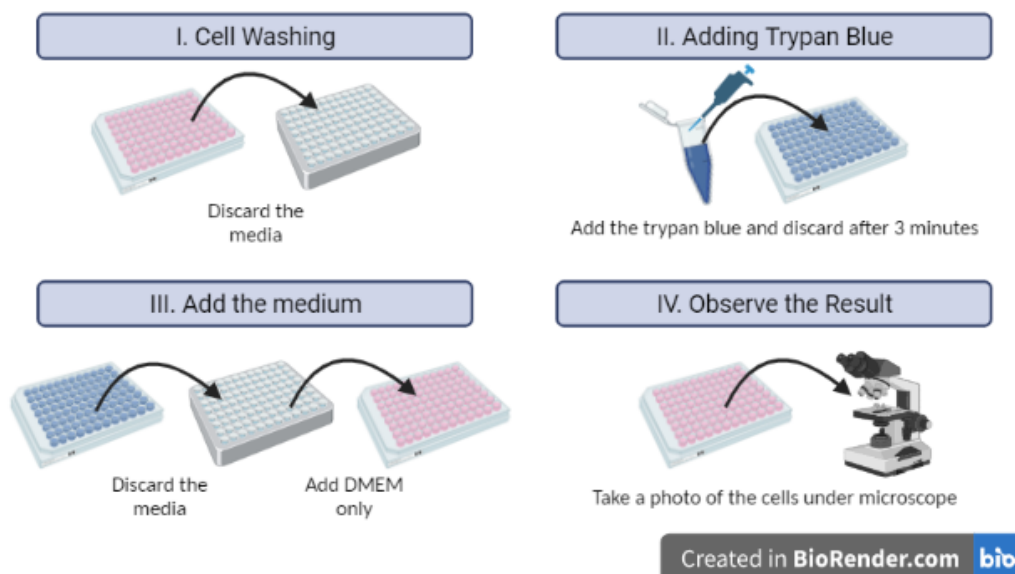 I. Cell Washing
Discard the
media
II. Adding Trypan Blue
Add the trypan blue and discard after 3 minutes
III. Add the medium
Discard the
media
Add DMEM
only
IV. Observe the Result
Take a photo of the cells under microscope
Created in BioRender.com
bio